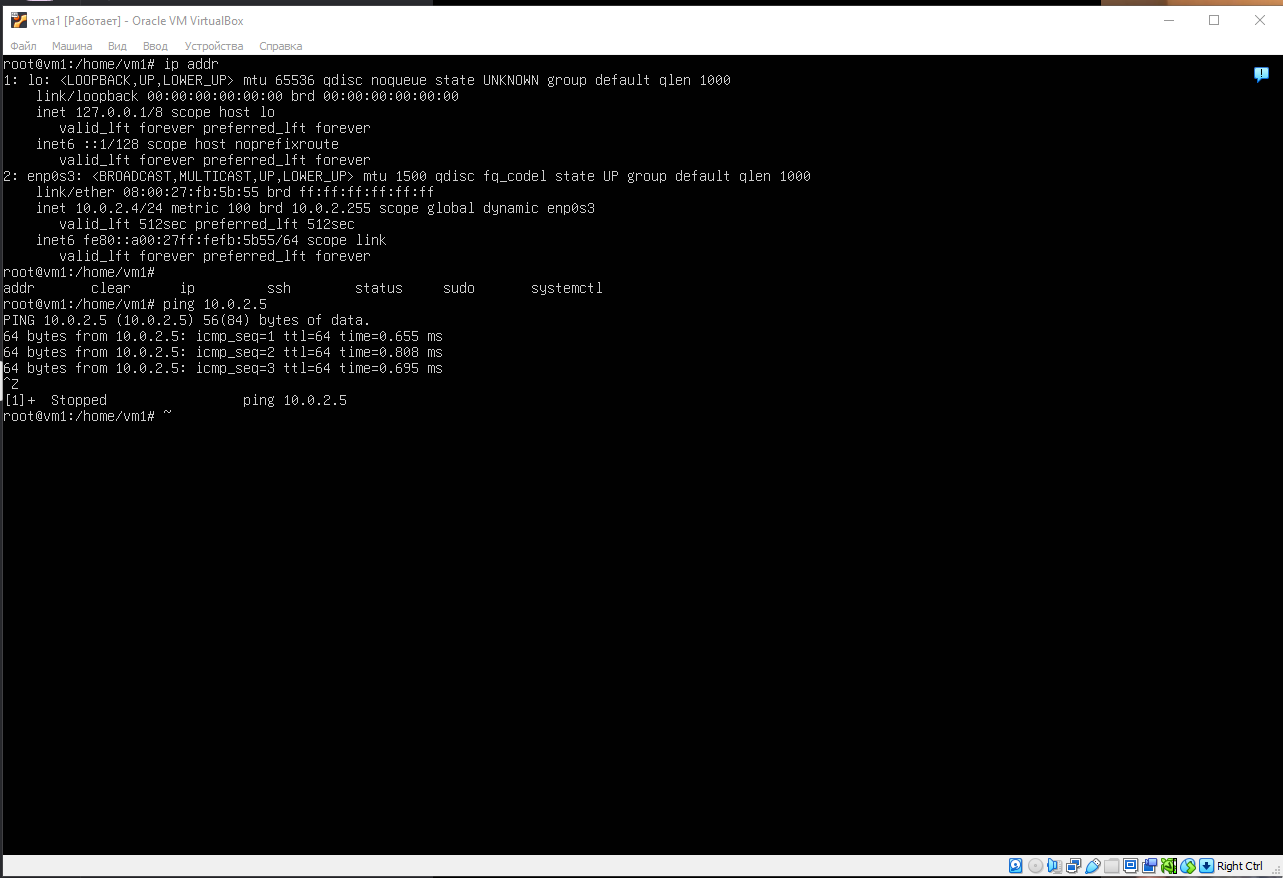 vma1 [Работает] - Oracle VM VirtualBox
Файл Машина Вид Ввод Устройства Справка
root@vm1:/home/vm1# ip addr
1: lo: <LOOPBACK,UP,LOWER_UP> mtu 65536 qdisc noqueue state UNKNOWN group default qlen 1000
    link/loopback 00:00:00:00:00:00 brd 00:00:00:00:00:00
    inet 127.0.0.1/8 scope host lo
       valid_lft forever preferred_lft forever
    inet6 ::1/128 scope host noprefixroute
       valid_lft forever preferred_lft forever
2: enp0s3: <BROADCAST,MULTICAST,UP,LOWER_UP> mtu 1500 qdisc fq_codel state UP group default qlen 1000
    link/ether 08:00:27:fb:5b:55 brd ff:ff:ff:ff:ff:ff
    inet 10.0.2.4/24 metric 100 brd 10.0.2.255 scope global dynamic enp0s3
       valid_lft 512sec preferred_lft 512sec
    inet6 fe80::a00:27ff:fefb:5b55/64 scope link
       valid_lft forever preferred_lft forever
root@vm1:/home/vm1#
addr       clear      ip         ssh        status     sudo       systemctl
root@vm1:/home/vm1# ping 10.0.2.5
PING 10.0.2.5 (10.0.2.5) 56(84) bytes of data.
64 bytes from 10.0.2.5: icmp_seq=1 ttl=64 time=0.655 ms
64 bytes from 10.0.2.5: icmp_seq=2 ttl=64 time=0.808 ms
64 bytes from 10.0.2.5: icmp_seq=3 ttl=64 time=0.695 ms
^Z
[1]+  Stopped                 ping 10.0.2.5
root@vm1:/home/vm1# ~
Right Ctrl